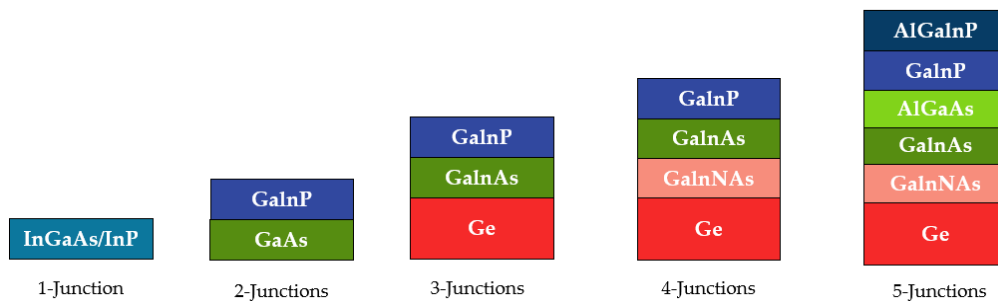 InGaAs/InP
1-Junction
GaInP
GaAs
2-Junctions
GaInP
GaInAs
Ge
3-Junctions
GaInP
GaInAs
GaInNAs
Ge
4-Junctions
AlGaInP
GaInP
AlGaAs
GaInAs
GaInNAs
Ge
5-Junctions